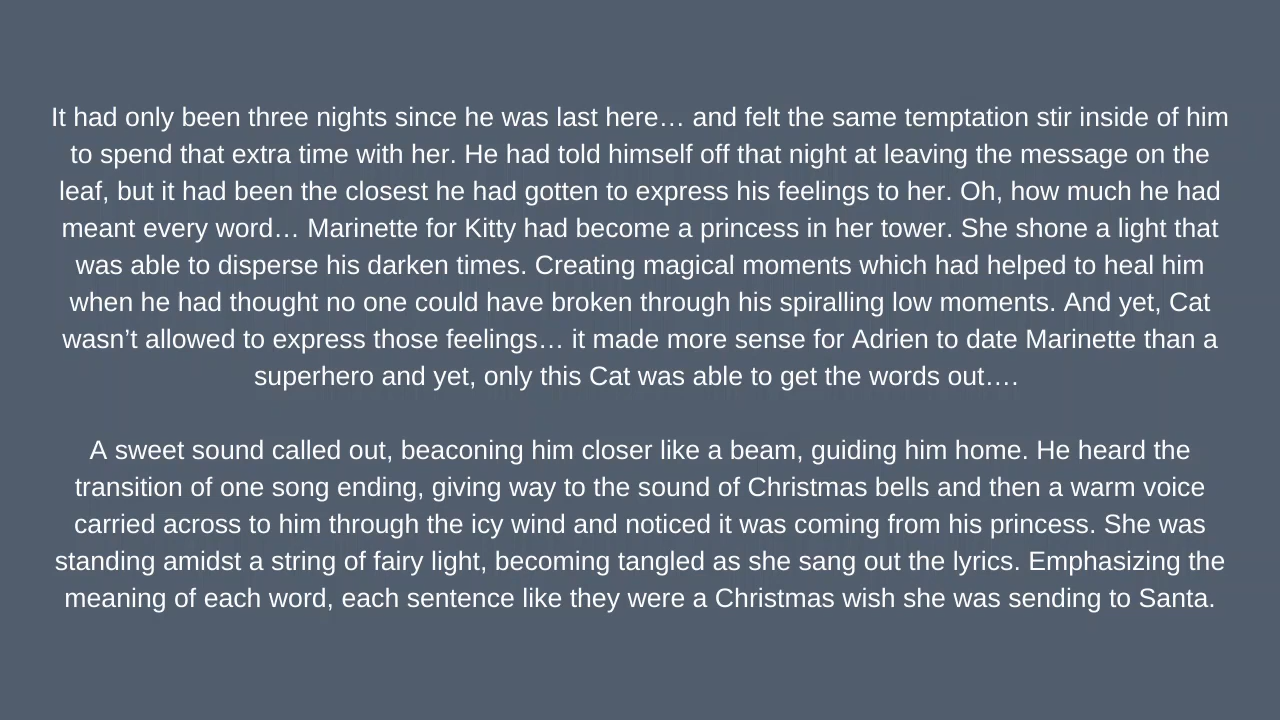 It had only been three nights since he was last here… and felt the same temptation stir inside of him
to spend that extra time with her. He had told himself off that night at leaving the message on the
leaf, but it had been the closest he had gotten to express his feelings to her. Oh, how much he had
meant every word… Marinette for Kitty had become a princess in her tower. She shone a light that
was able to disperse his darken times. Creating magical moments which had helped to heal him
when he had thought no one could have broken through his spiralling low moments. And yet, Cat
wasn’t allowed to express those feelings… it made more sense for Adrien to date Marinette than a
superhero and yet, only this Cat was able to get the words out….
A sweet sound called out, beaconing him closer like a beam, guiding him home. He heard the
transition of one song ending, giving way to the sound of Christmas bells and then a warm voice
carried across to him through the icy wind and noticed it was coming from his princess. She was
standing amidst a string of fairy light, becoming tangled as she sang out the lyrics. Emphasizing the
meaning of each word, each sentence like they were a Christmas wish she was sending to Santa.